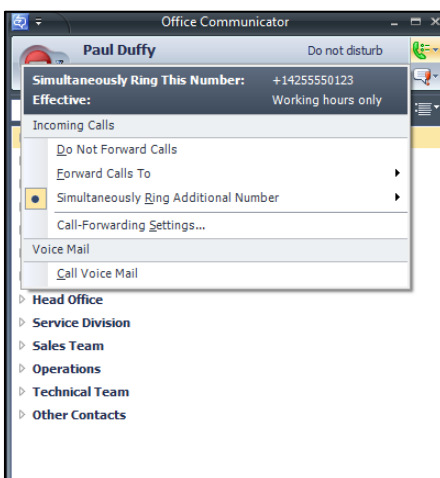 Office Communicator
Paul Duffy Do not disturb
Simultaneously Ring This Number: +14255550123
Effective: Working hours only
Incoming Calls
Do Not Forward Calls
Forward Calls To
Simultaneously Ring Additional Number
Call-Forwarding Settings...
Voice Mail
Call Voice Mail
Head Office
Service Division
Sales Team
Operations
Technical Team
Other Contacts